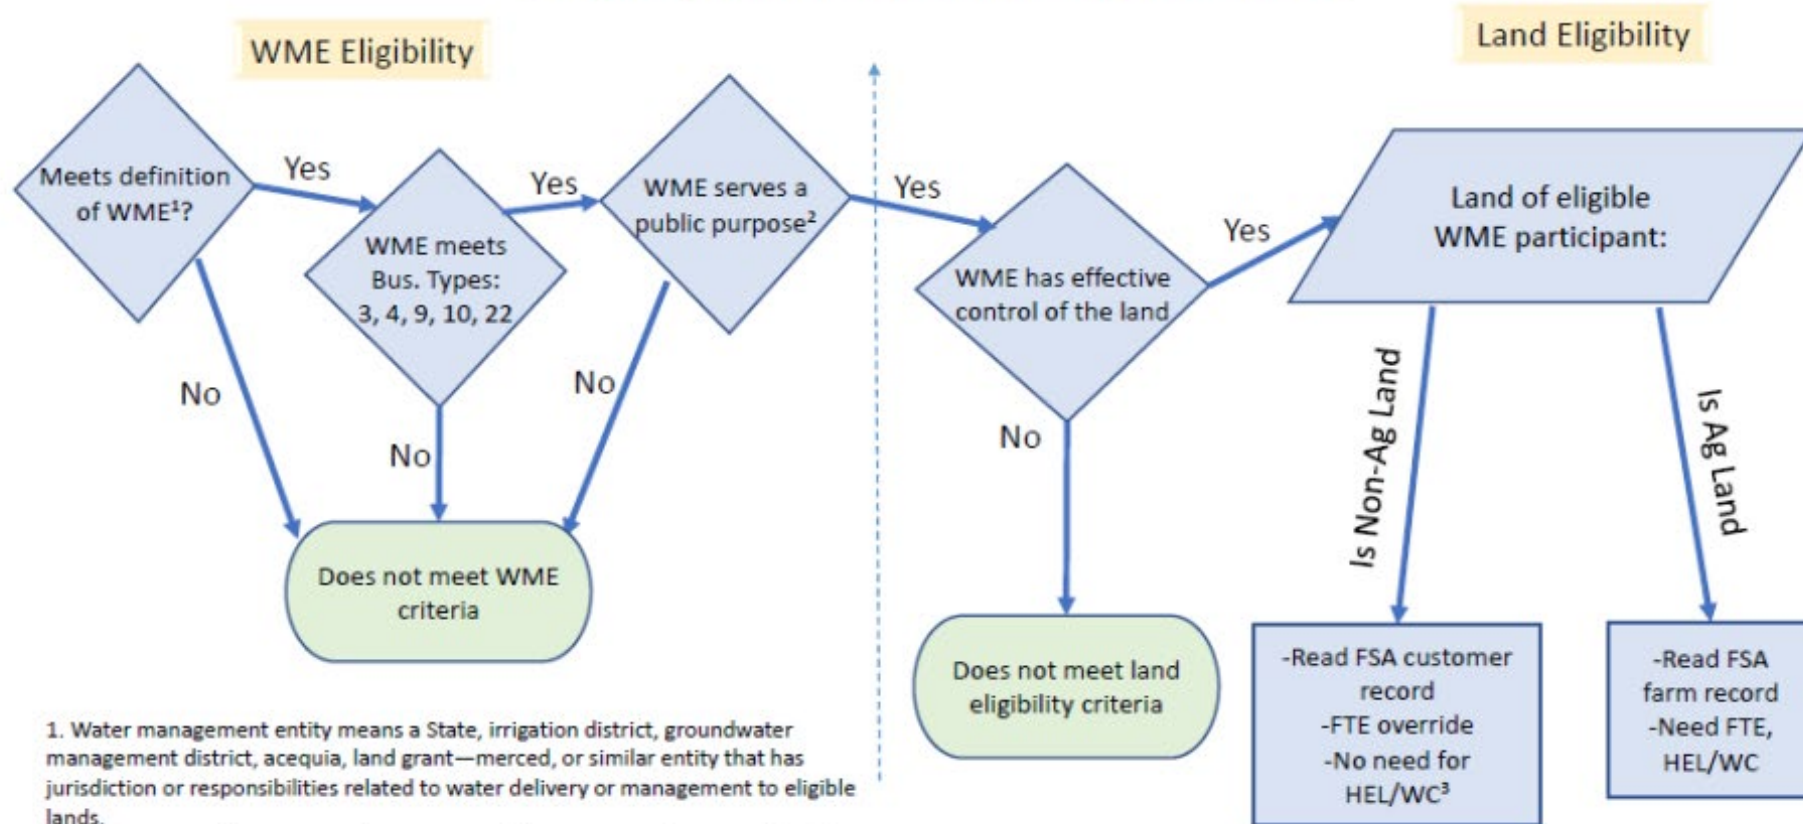 WME Eligibility
Land Eligibility
Meets definition
of WME¹?
Yes
WME meets
Bus. Types:
3, 4, 9, 10, 22
Yes
WME serves a
public purpose²
Yes
WME has effective
control of the land
Yes
Land of eligible
WME participant:
No
No
No
No
Is Non-Ag Land
Is Ag Land
Does not meet WME
criteria
Does not meet land
eligibility criteria
-Read FSA customer
record
-FTE override
-No need for
HEL/WC³
-Read FSA
farm record
-Need FTE,
HEL/WC
1. Water management entity means a State, irrigation district, groundwater
management district, acequia, land grant—merced, or similar entity that has
jurisdiction or responsibilities related to water delivery or management to eligible
lands.